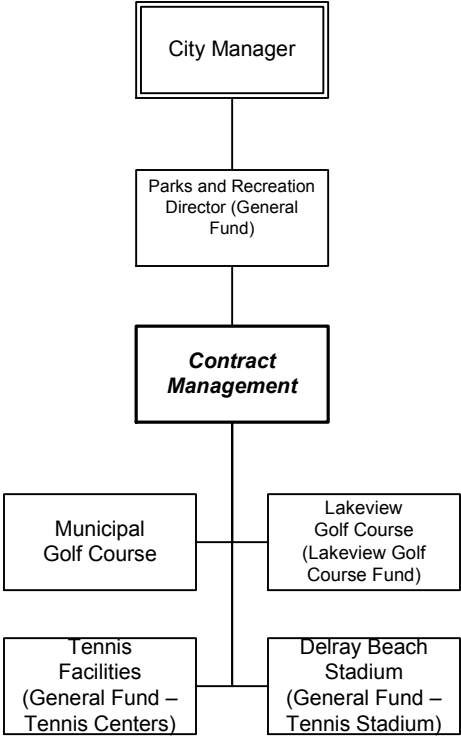 City Manager
Parks and Recreation
Director (General
Fund)
Contract
Management
Municipal
Golf Course
Lakeview
Golf Course
(Lakeview Golf
Course Fund)
Tennis
Facilities
(General Fund –
Tennis Centers)
Delray Beach
Stadium
(General Fund –
Tennis Stadium)